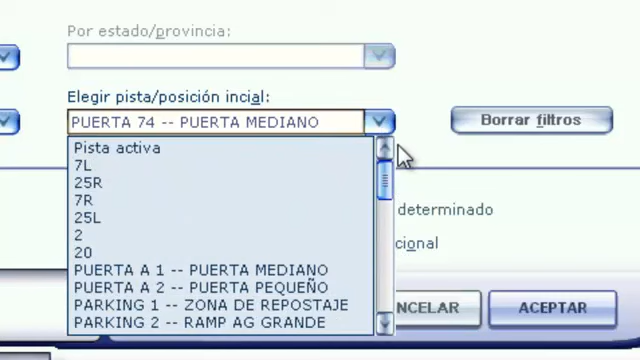 Por estado/provincia:
Elegir pista/posición incial:
PUERTA 74 -- PUERTA MEDIANO
Borrar filtros
Pista activa
7L
25R
7R
25L
2
20
PUERTA A 1 -- PUERTA MEDIANO
PUERTA A 2 -- PUERTA PEQUEÑO
PARKING 1 -- ZONA DE REPOSTAJE
PARKING 2 -- RAMP AG GRANDE
determinado
cional
NCELAR
ACEPTAR